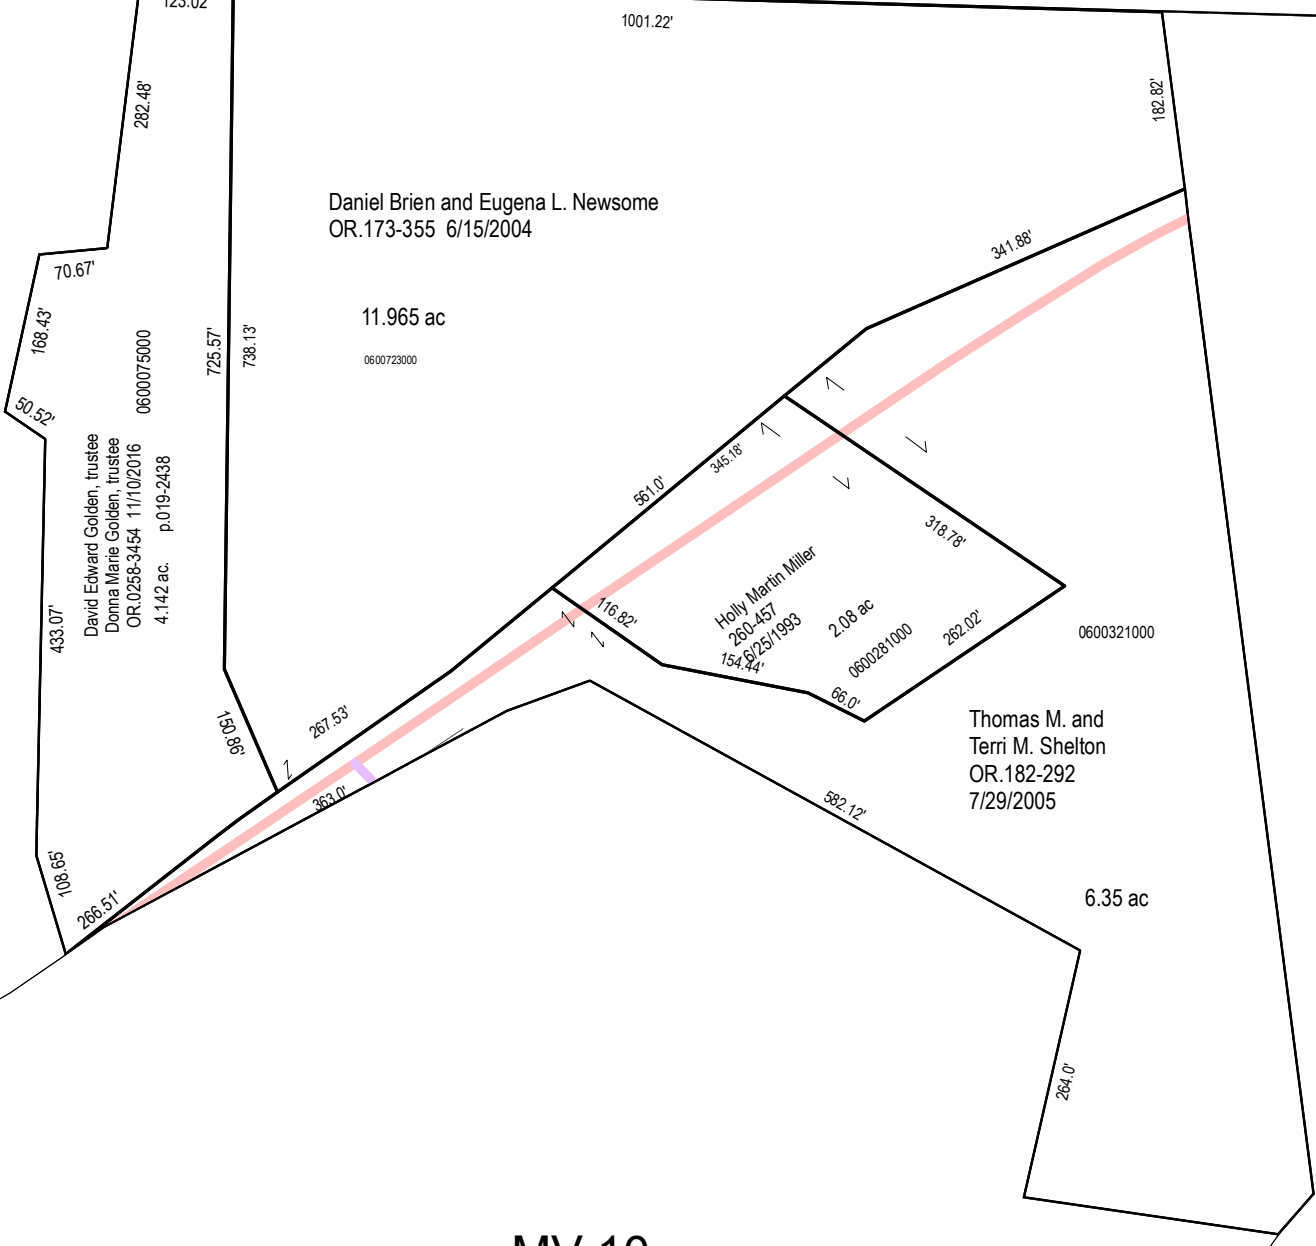 123.02'
1001.22'
282.48'
182.82'
Daniel Brien and Eugena L. Newsome
OR.173-355 6/15/2004
341.88'
70.67'
11.965 ac
168.43'
725.57'
738.13'
0600723000
0600075000
50.52'
David Edward Golden, trustee
Donna Marie Golden, trustee
OR.0258-3454 11/10/2016
4.142 ac. p.019-2438
345.18'
561.0'
318.78'
433.07'
116.82'
Holly Martin Miller
260-457
6/25/1993
2.08 ac
0600281000
262.02'
0600321000
154.44'
66.0'
267.53'
150.86'
Thomas M. and
Terri M. Shelton
OR.182-292
7/29/2005
363.0'
582.12'
108.65'
266.51'
6.35 ac
264.0'